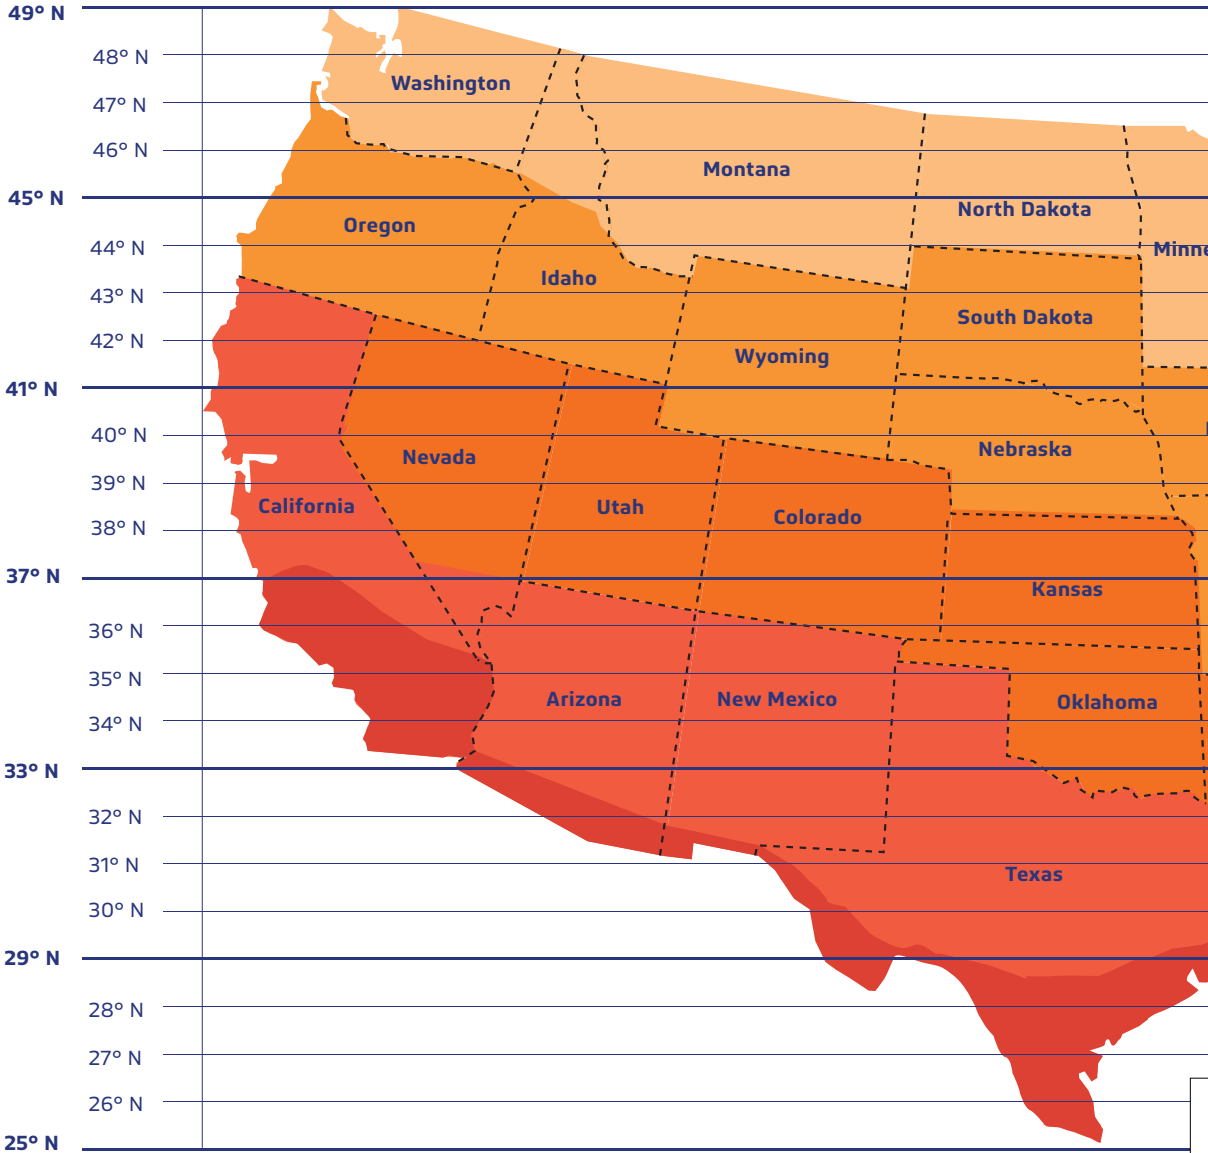 49° N
48° N
Washington
47° N
46° N
Montana
45° N
North Dakota
Oregon
44° N
Minne
Idaho
43° N
South Dakota
42° N
Wyoming
41° N
40° N
Nebraska
Nevada
39° N
California
Utah
Colorado
38° N
37° N
Kansas
36° N
35° N
Arizona
New Mexico
Oklahoma
34° N
33° N
32° N
31° N
Texas
30° N
29° N
28° N
27° N
26° N
25° N